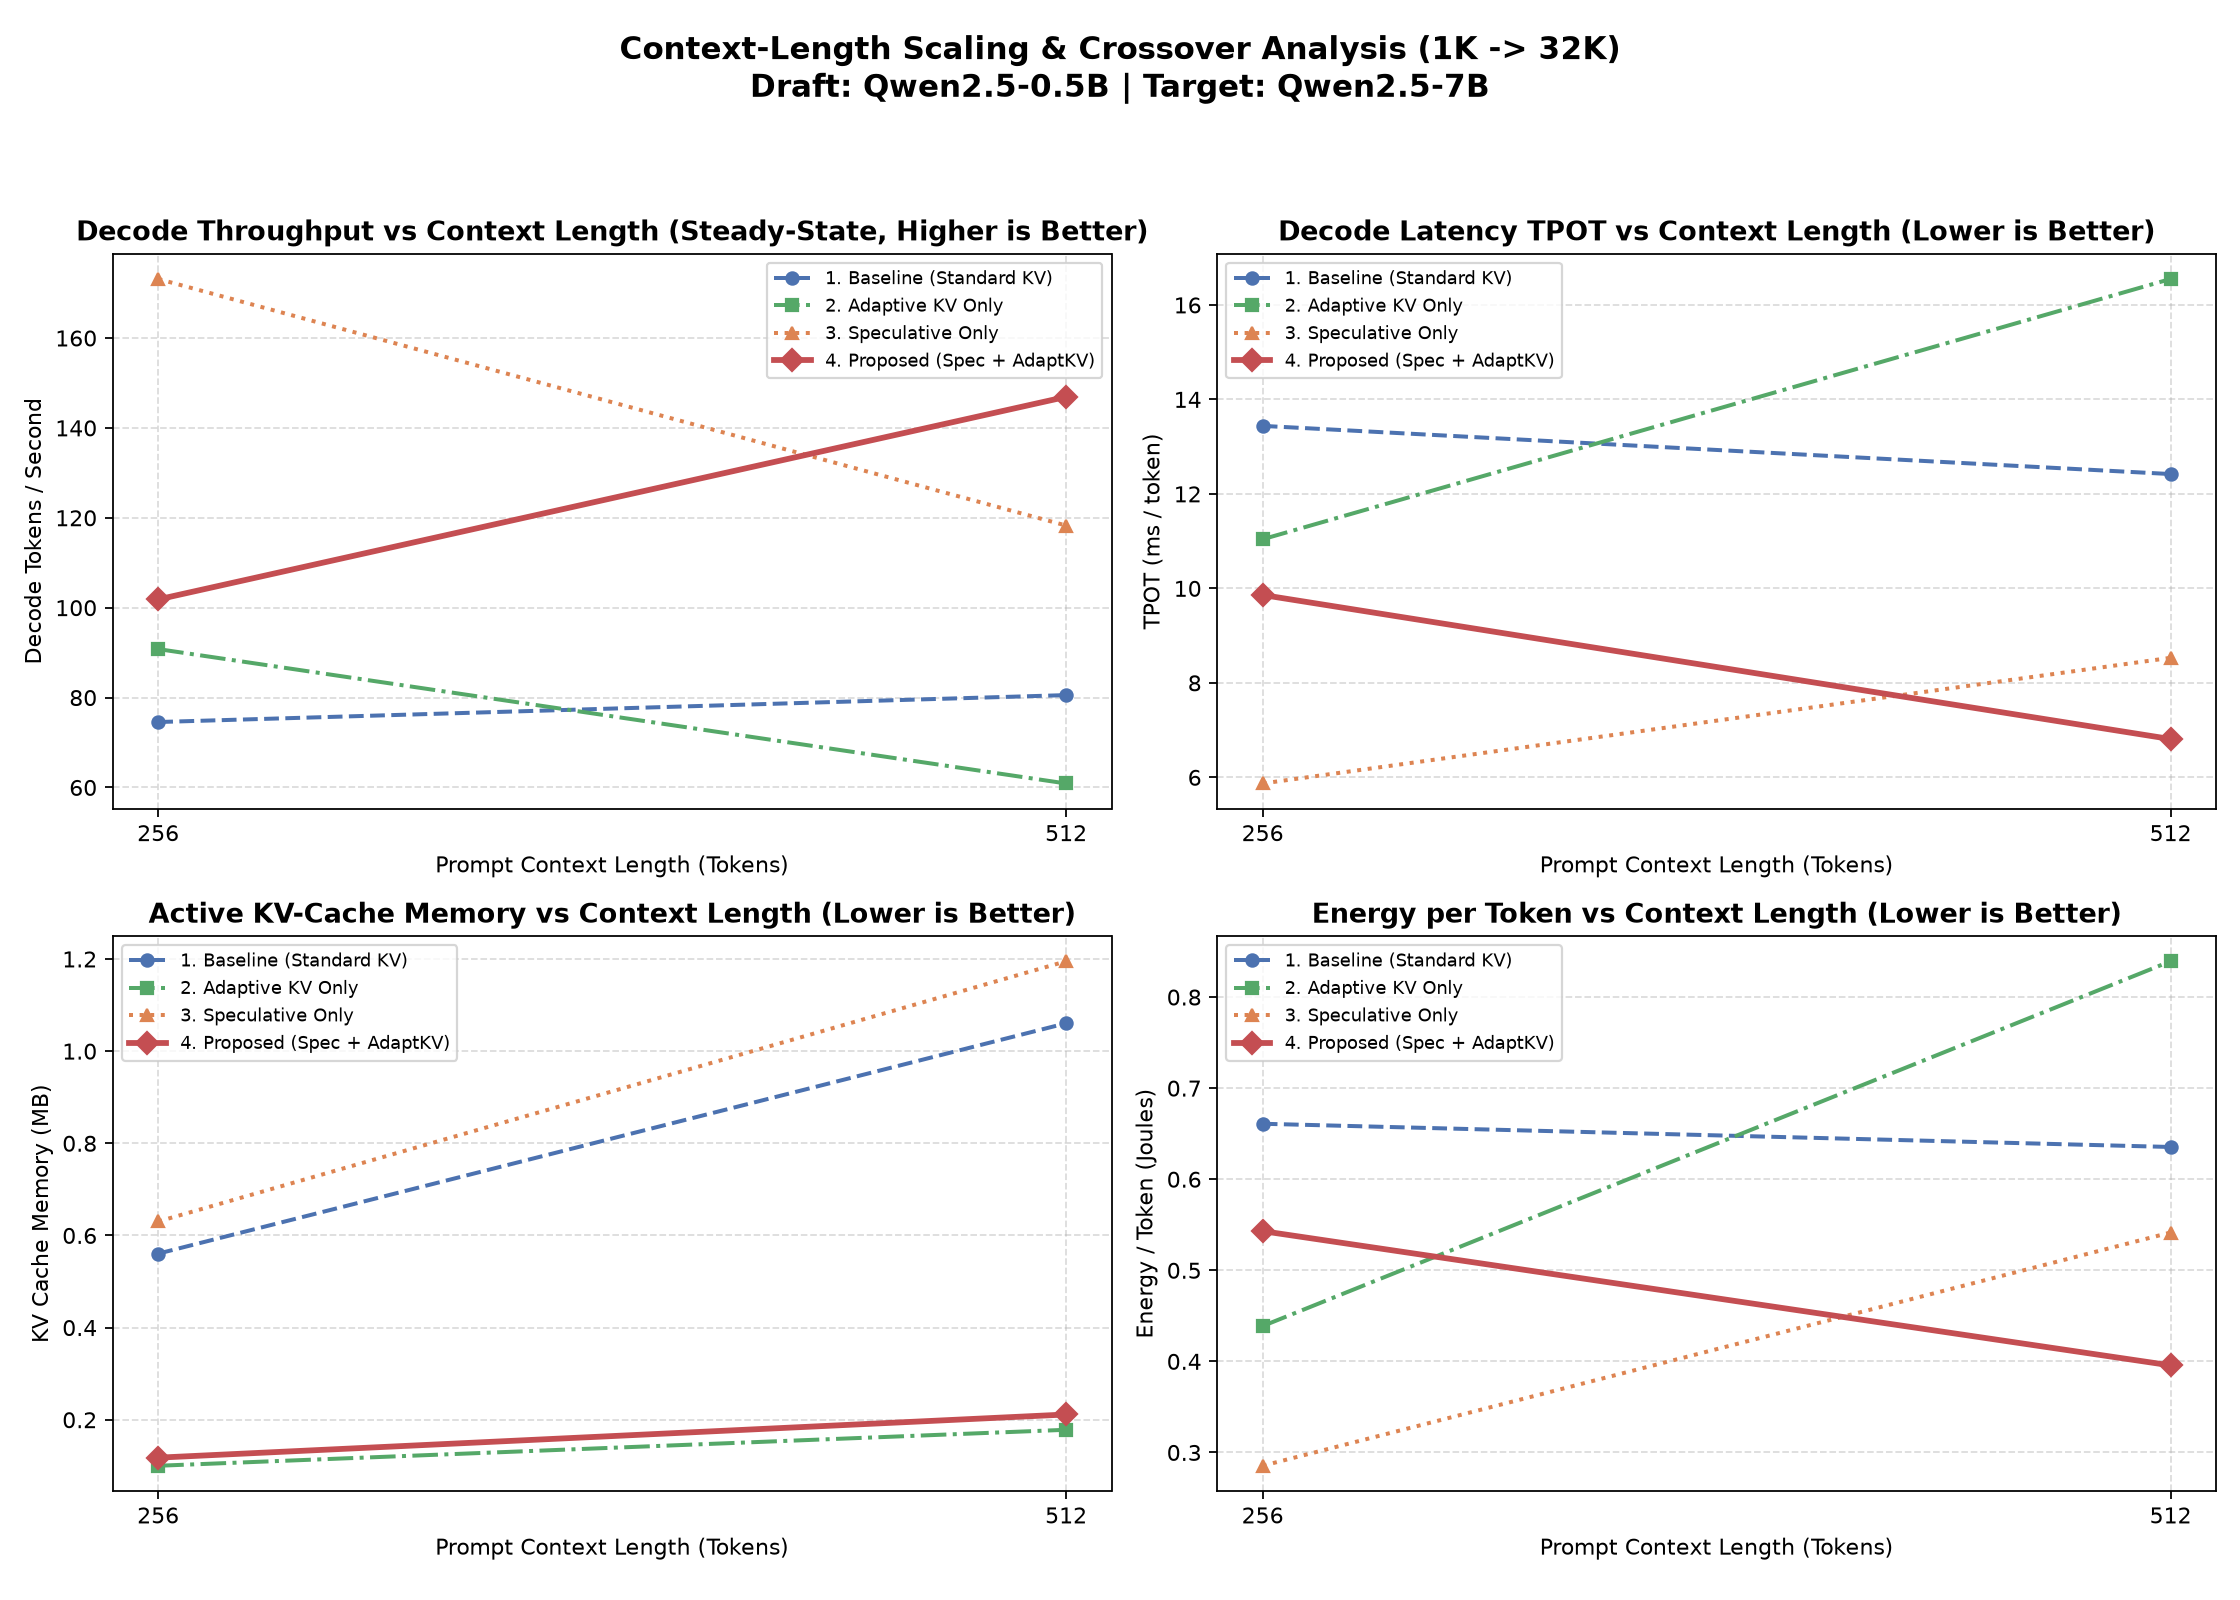 Context-Length Scaling & Crossover Analysis (1K -> 32K)
Draft: Qwen2.5-0.5B | Target: Qwen2.5-7B
Decode Throughput vs Context Length (Steady-State, Higher is Better)
Decode Tokens / Second
160
140
120
100
80
60
1. Baseline (Standard KV)
2. Adaptive KV Only
3. Speculative Only
4. Proposed (Spec + AdaptKV)
256
512
Prompt Context Length (Tokens)
Decode Latency TPOT vs Context Length (Lower is Better)
TPOT (ms / token)
16
14
12
10
8
6
1. Baseline (Standard KV)
2. Adaptive KV Only
3. Speculative Only
4. Proposed (Spec + AdaptKV)
256
512
Prompt Context Length (Tokens)
Active KV-Cache Memory vs Context Length (Lower is Better)
KV Cache Memory (MB)
1.2
1.0
0.8
0.6
0.4
0.2
1. Baseline (Standard KV)
2. Adaptive KV Only
3. Speculative Only
4. Proposed (Spec + AdaptKV)
256
512
Prompt Context Length (Tokens)
Energy per Token vs Context Length (Lower is Better)
Energy / Token (Joules)
0.8
0.7
0.6
0.5
0.4
0.3
1. Baseline (Standard KV)
2. Adaptive KV Only
3. Speculative Only
4. Proposed (Spec + AdaptKV)
256
512
Prompt Context Length (Tokens)